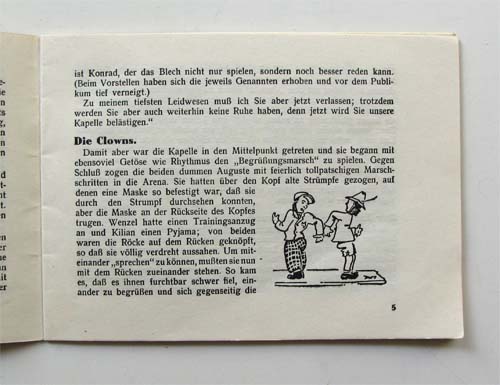 ist Konrad, der das Blech nicht nur spielen, sondern noch besser reden kann.
(Beim Vorstellen haben sich die jeweils Genannten erhoben und vor dem Publi-
kum tief verneigt.)
Zu meinem tiefsten Leidwesen muß ich Sie aber jetzt verlassen; trotzdem
werden Sie aber auch weiterhin keine Ruhe haben, denn jetzt wird Sie unsere
Kapelle belästigen.“
Die Clowns.
Damit aber war die Kapelle in den Mittelpunkt getreten und sie begann mit
ebensoviel Getöse wie Rhythmus den „Begrüßungsmarsch“ zu spielen. Gegen
Schluß zogen die beiden dummen Auguste mit feierlich tollpatschigen Marsch-
schritten in die Arena. Sie hatten über den Kopf alte Strümpfe gezogen, auf
denen eine Maske so befestigt war, daß sie
durch den Strumpf durchsehen konnten,
aber die Maske an der Rückseite des Kopfes
trugen. Wenzel hatte einen Trainingsanzug
an und Kilian einen Pyjama; von beiden
waren die Röcke auf dem Rücken geknöpft,
so daß sie völlig verdreht aussahen. Um mit-
einander „sprechen“ zu können, mußten sie nun
mit dem Rücken zueinander stehen. So kam
es, daß es ihnen furchtbar schwer fiel, ein-
ander zu begrüßen und sich gegenseitig die
5